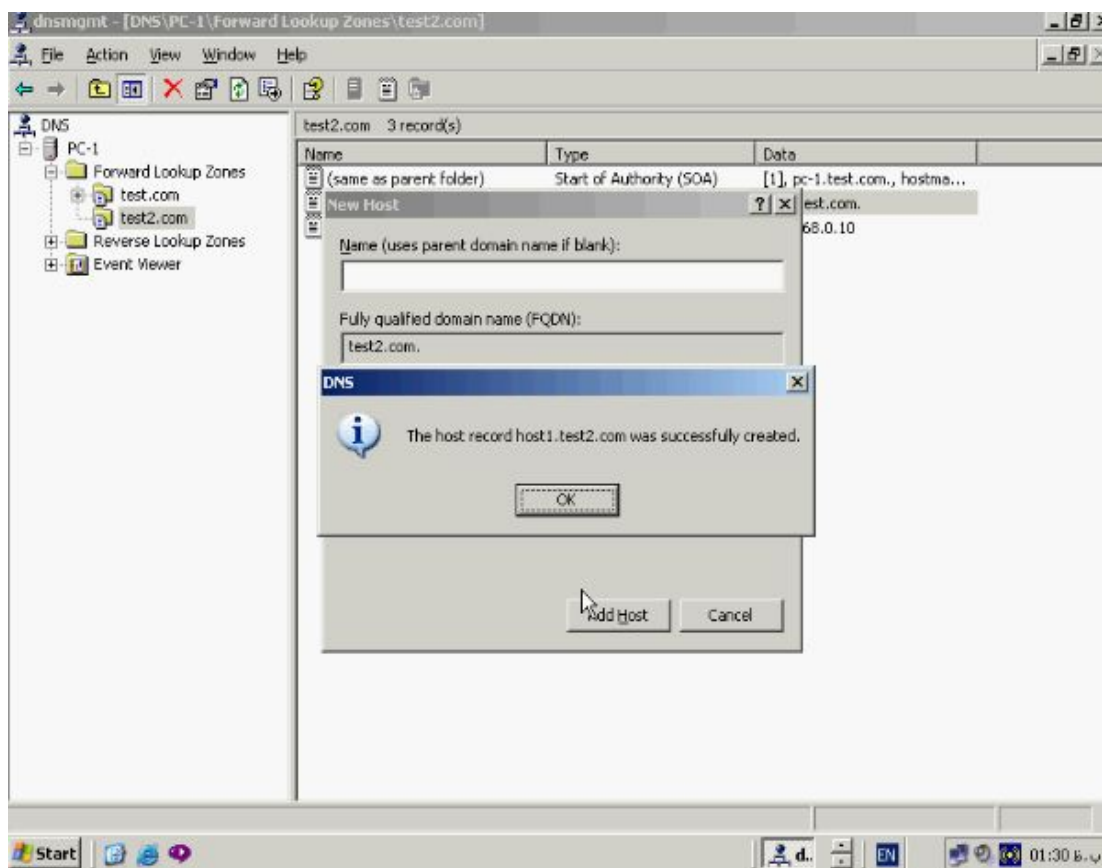 dnsmgmt - [DNS\PC-1\Forward Lookup Zones\test2.com]
File Action View Window Help
DNS
PC-1
Forward Lookup Zones
test.com
test2.com
Reverse Lookup Zones
Event Viewer
test2.com 3 record(s)
Name Type Data
(same as parent folder) Start of Authority (SOA) [1], pc-1.test.com., hostma...
est.com.
68.0.10
New Host
Name (uses parent domain name if blank):
Fully qualified domain name (FQDN):
test2.com.
DNS
The host record host1.test2.com was successfully created.
OK
Add Host Cancel
Start d.. EN 01:30